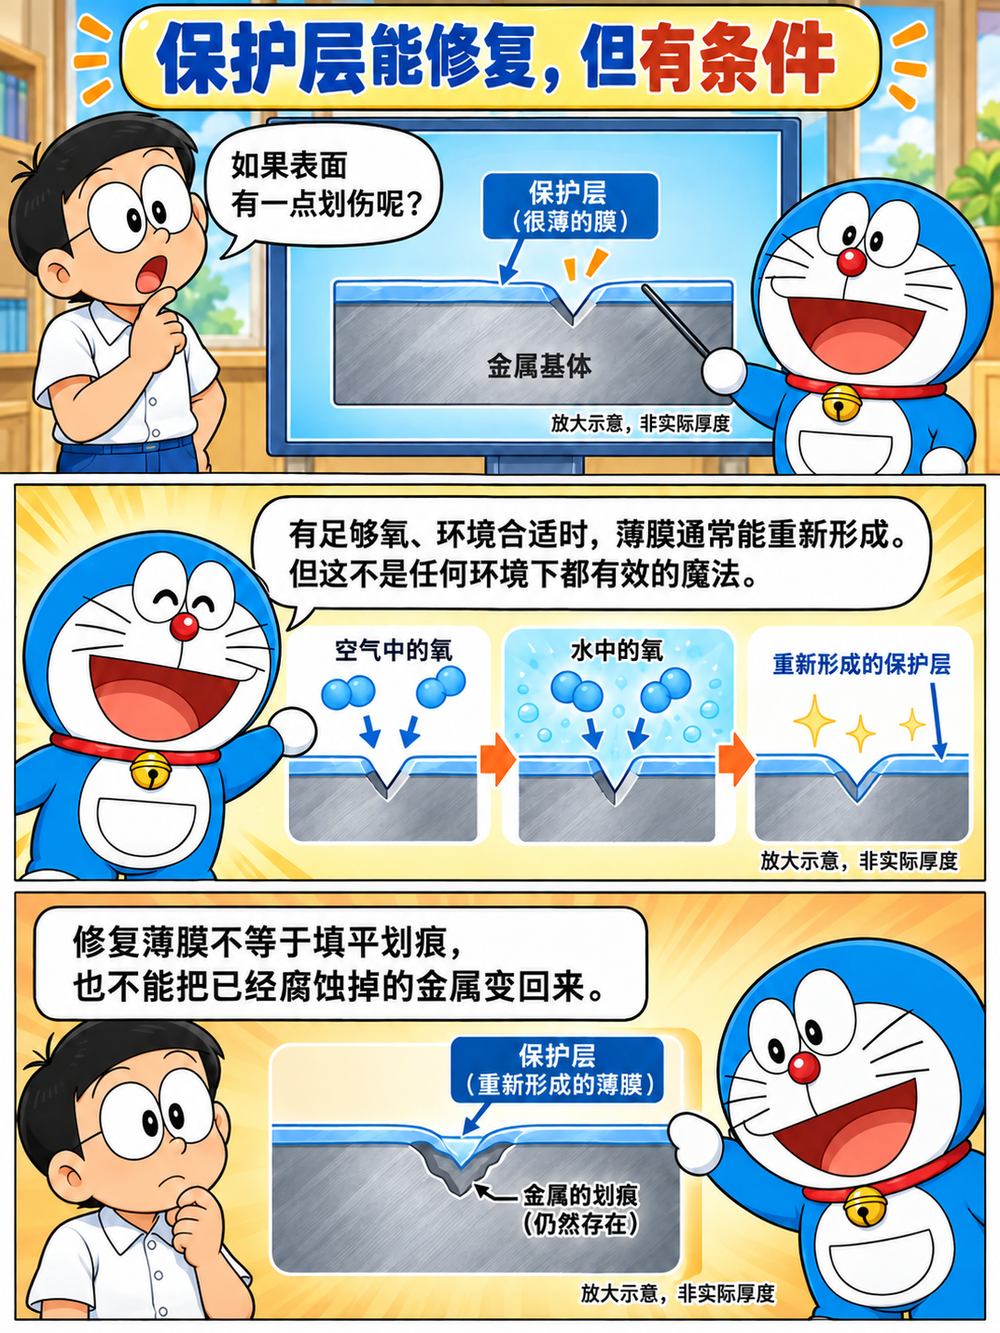 保护层能修复，但有条件
如果表面
有一点划伤呢？
保护层
（很薄的膜）
金属基体
放大示意，非实际厚度
有足够氧、环境合适时，薄膜通常能重新形成。
但这不是任何环境下都有效的魔法。
空气中的氧
水中的氧
重新形成的保护层
放大示意，非实际厚度
修复薄膜不等于填平划痕，
也不能把已经腐蚀掉的金属变回来。
保护层
（重新形成的薄膜）
金属的划痕
（仍然存在）
放大示意，非实际厚度